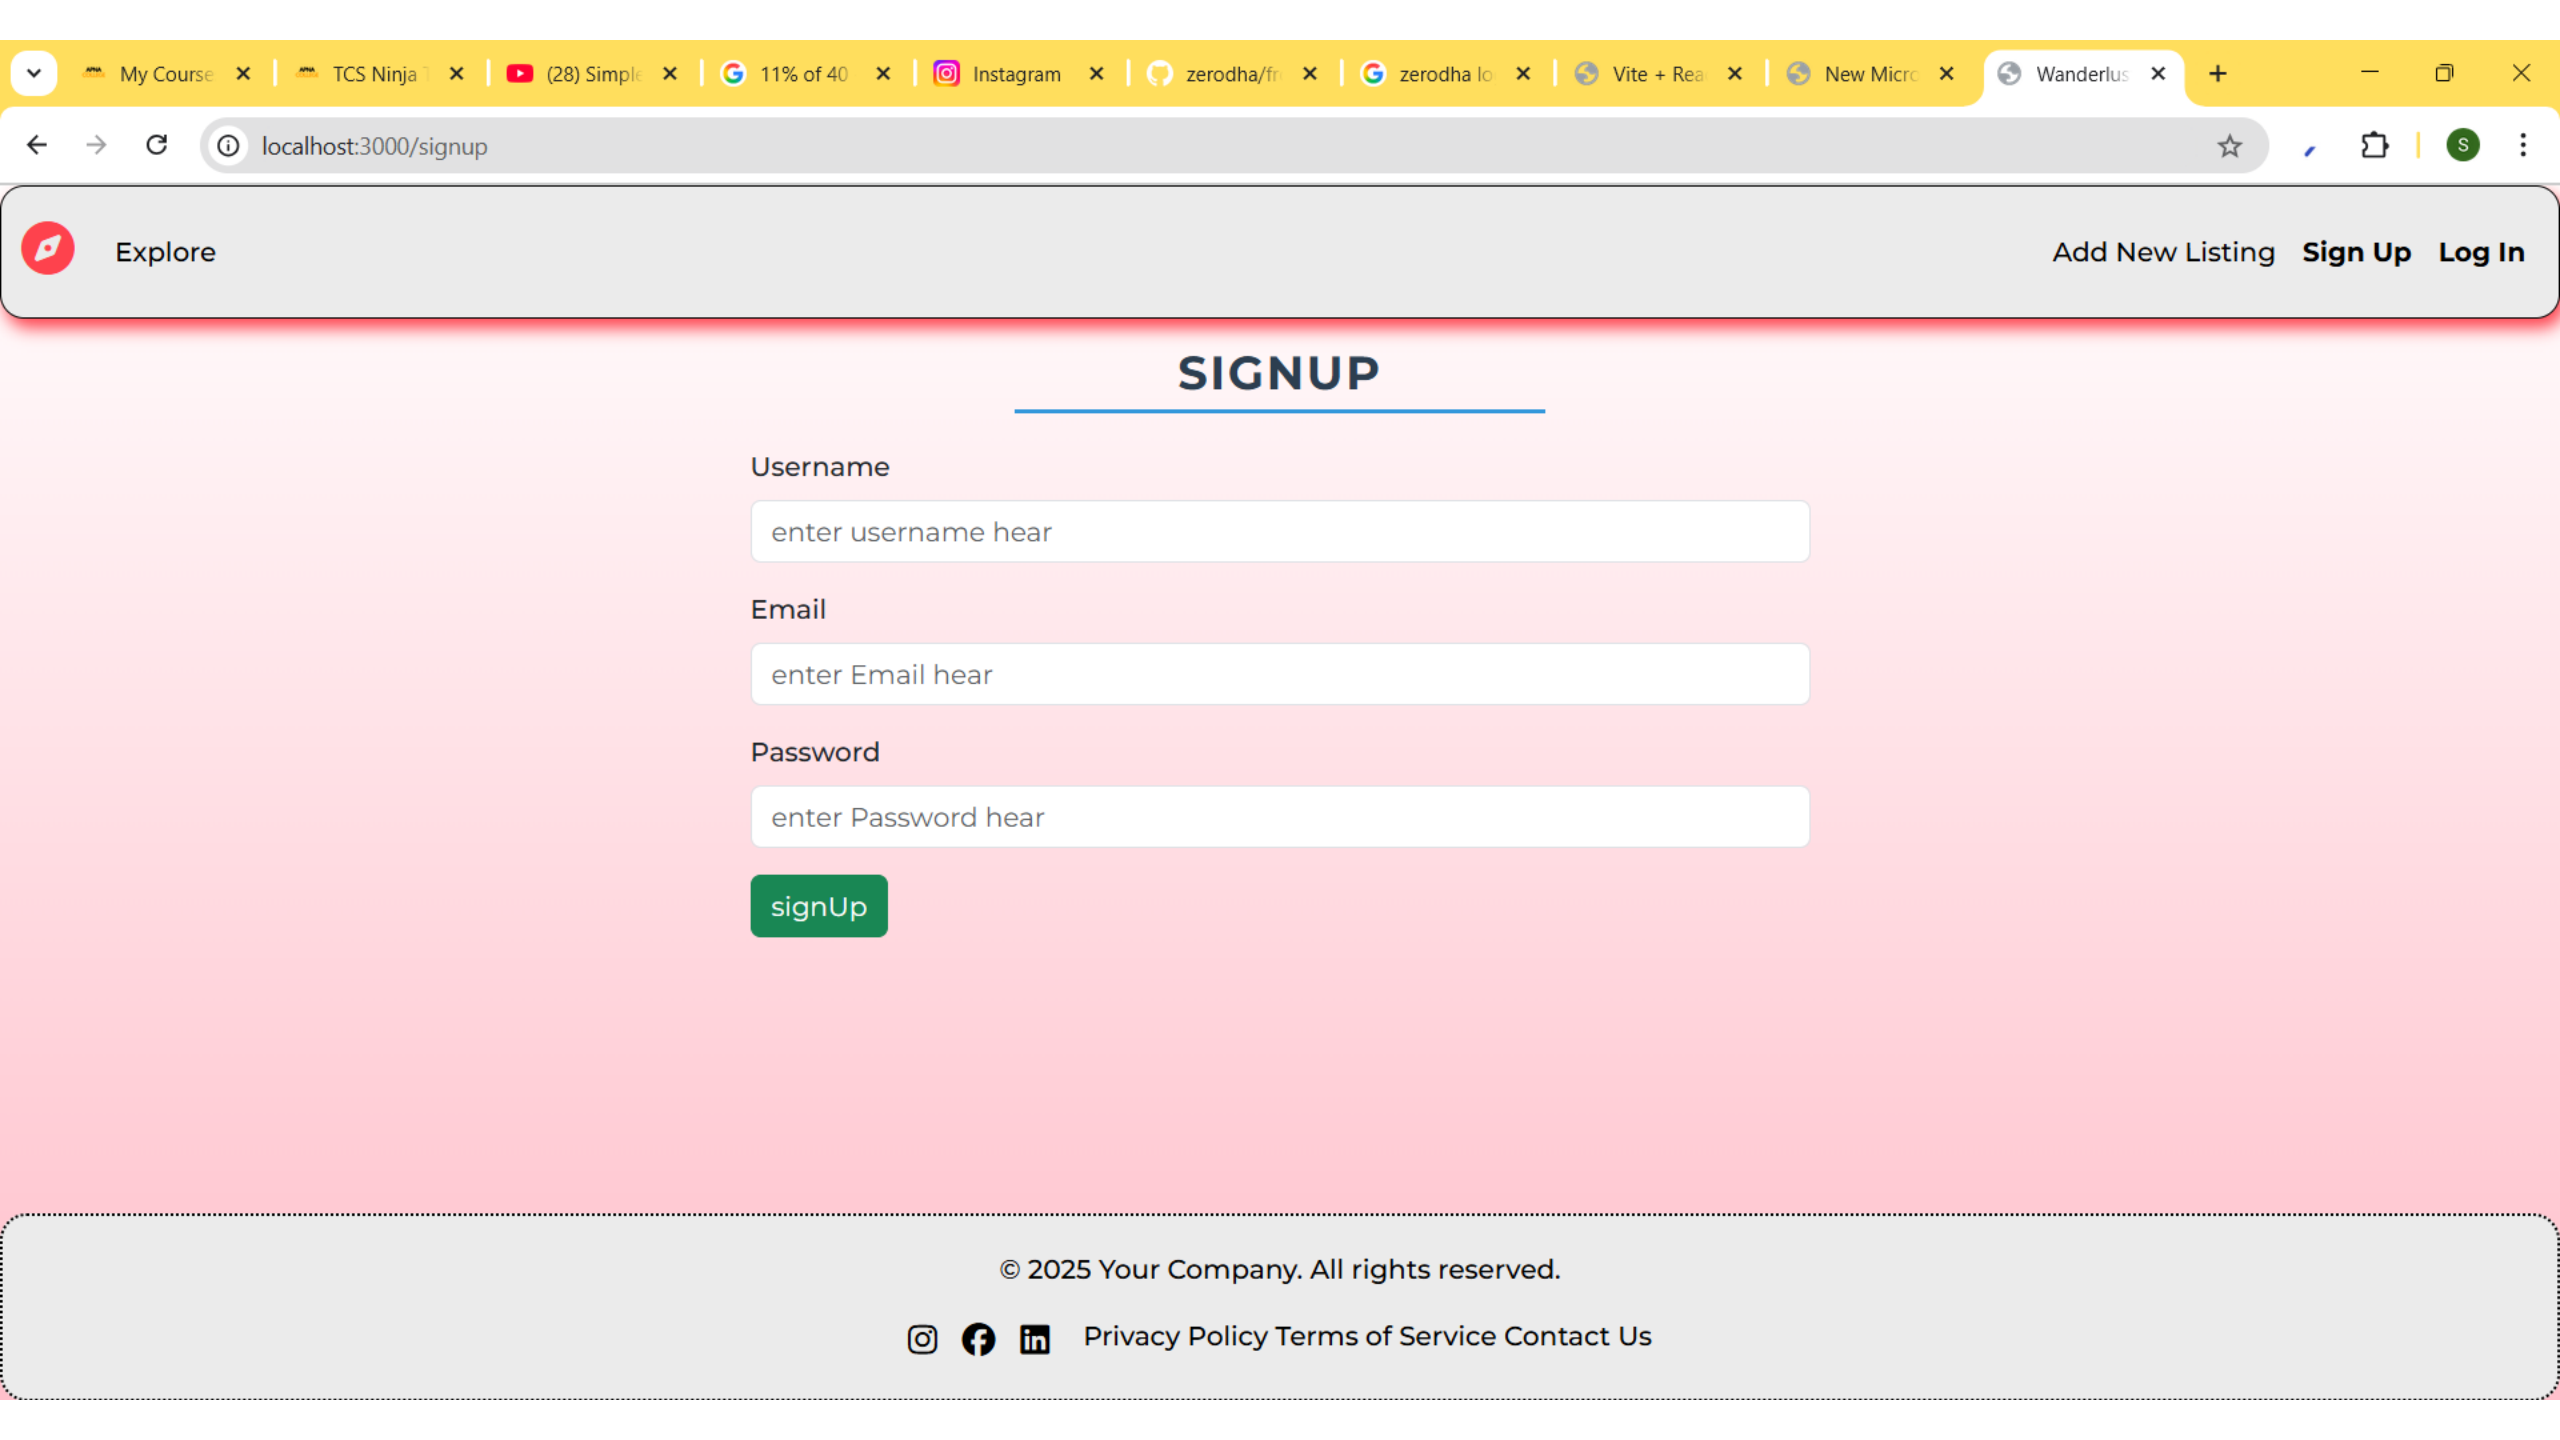 My Course
TCS Ninja
(28) Simple
11% of 40
Instagram
zerodha/fr
zerodha lo
Vite + Rea
New Micro
Wanderlus
localhost:3000/signup
S
Explore
Add New Listing
Sign Up
Log In
SIGNUP
Username
enter username hear
Email
enter Email hear
Password
enter Password hear
signUp
© 2025 Your Company. All rights reserved.
Privacy Policy Terms of Service Contact Us